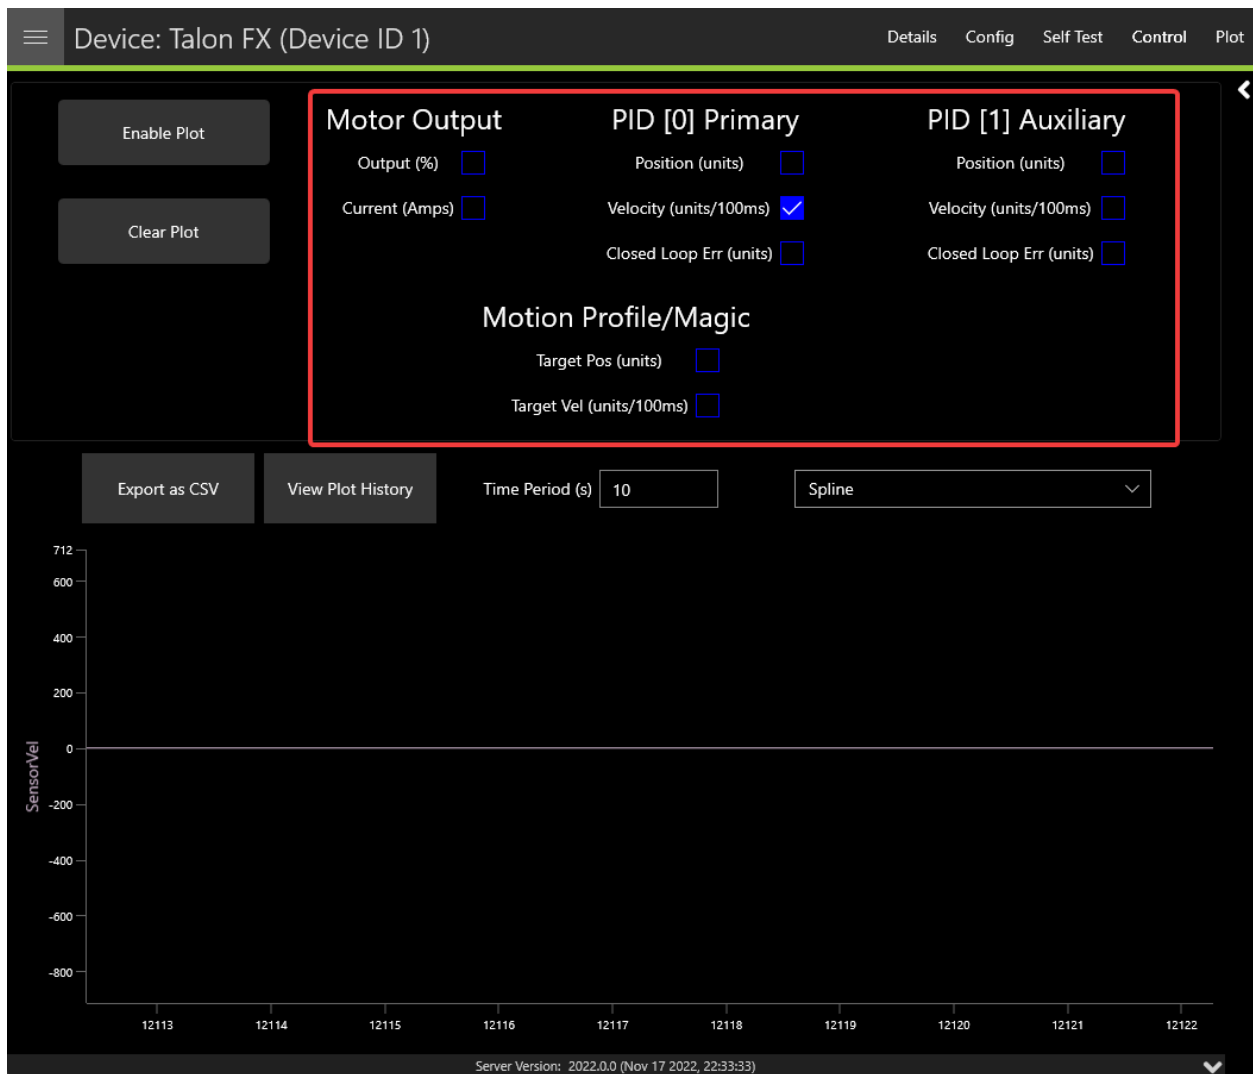 Device: Talon FX (Device ID 1)
Details Config Self Test Control Plot
Enable Plot
Clear Plot
Motor Output
Output (%)
Current (Amps)
PID [0] Primary
Position (units)
Velocity (units/100ms)
Closed Loop Err (units)
PID [1] Auxiliary
Position (units)
Velocity (units/100ms)
Closed Loop Err (units)
Motion Profile/Magic
Target Pos (units)
Target Vel (units/100ms)
Export as CSV
View Plot History
Time Period (s) 10
Spline
712
600
400
200
0
-200
-400
-600
-800
SensorVel
12113 12114 12115 12116 12117 12118 12119 12120 12121 12122
Server Version: 2022.0.0 (Nov 17 2022, 22:33:33)